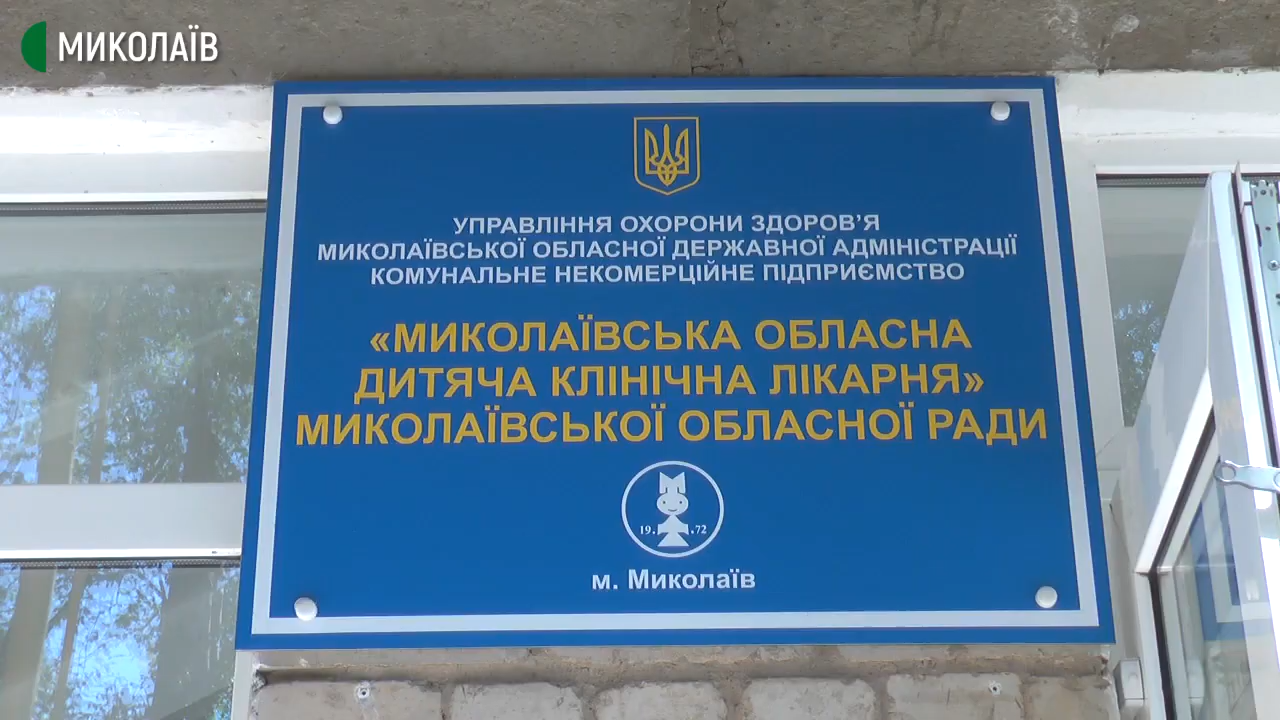 МИКОЛАЇВ
УПРАВЛІННЯ ОХОРОНИ ЗДОРОВ’Я
МИКОЛАЇВСЬКОЇ ОБЛАСНОЇ ДЕРЖАВНОЇ АДМІНІСТРАЦІЇ
КОМУНАЛЬНЕ НЕКОМЕРЦІЙНЕ ПІДПРИЄМСТВО
«МИКОЛАЇВСЬКА ОБЛАСНА
ДИТЯЧА КЛІНІЧНА ЛІКАРНЯ»
МИКОЛАЇВСЬКОЇ ОБЛАСНОЇ РАДИ
19. .72
м. Миколаїв